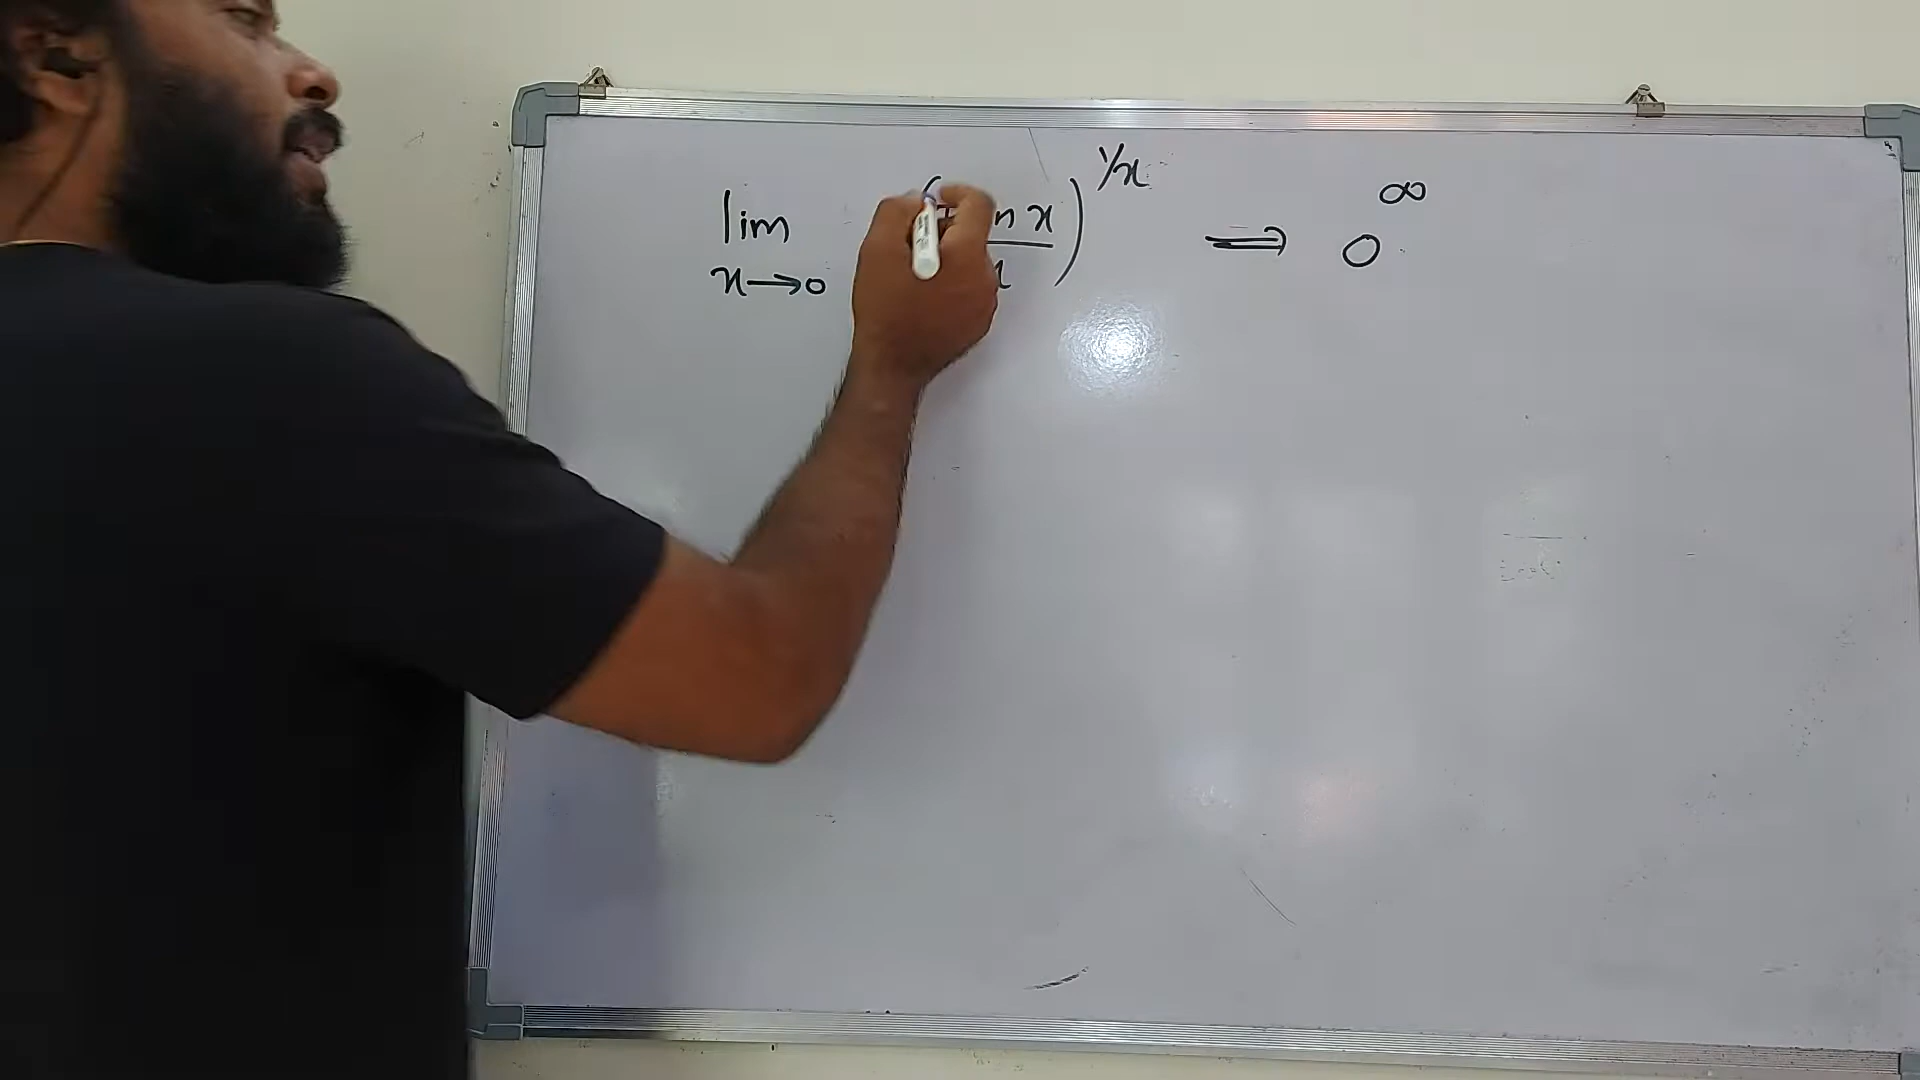 lim x→0 ( n x / x )^1/x ⟹ 0^∞